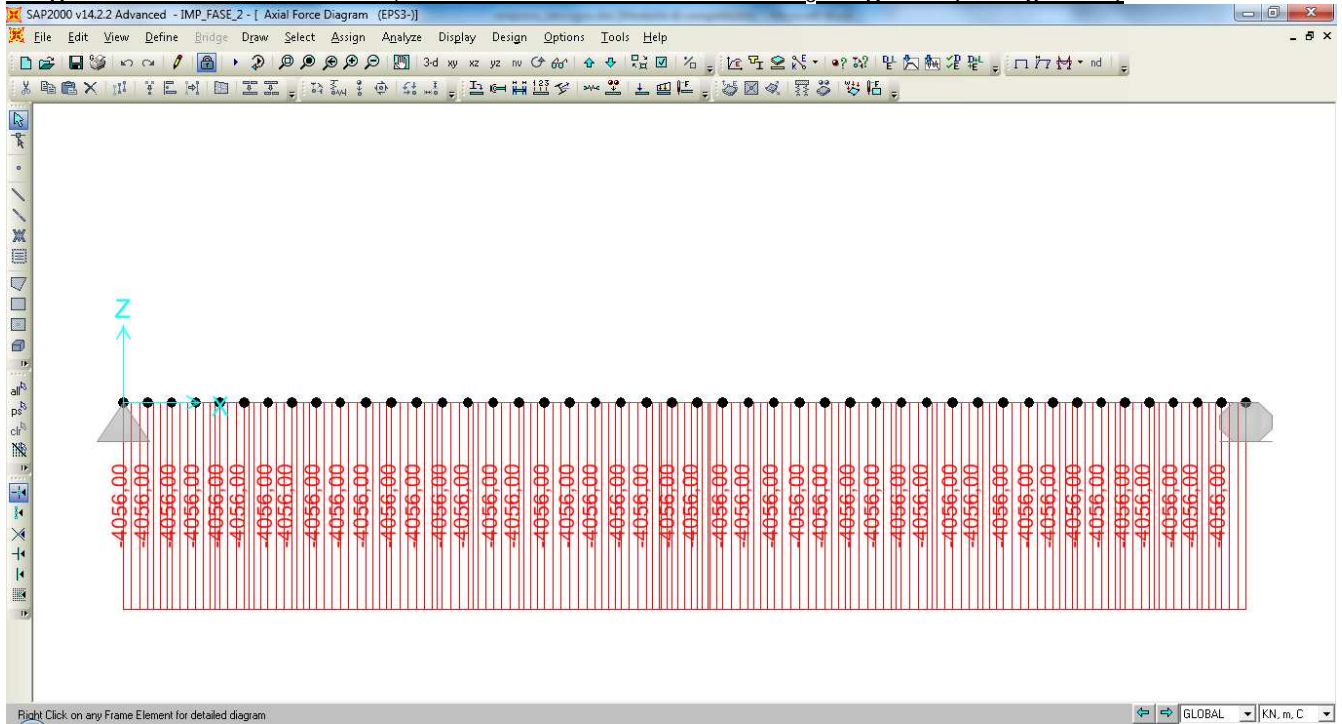 SAP2000 v14.2.2 Advanced - IMP_FASE_2 - [ Axial Force Diagram (EPS3-)]
File Edit View Define Bridge Draw Select Assign Analyze Display Design Options Tools Help
3-d xy xz yz nv nd
all
ps
clr
Z
X
-4056,00 -4056,00 -4056,00 -4056,00 -4056,00 -4056,00 -4056,00 -4056,00 -4056,00 -4056,00 -4056,00 -4056,00 -4056,00 -4056,00 -4056,00 -4056,00 -4056,00 -4056,00 -4056,00 -4056,00 -4056,00 -4056,00 -4056,00 -4056,00 -4056,00 -4056,00 -4056,00 -4056,00 -4056,00 -4056,00 -4056,00 -4056,00 -4056,00 -4056,00 -4056,00 -4056,00 -4056,00 -4056,00 -4056,00 -4056,00 -4056,00 -4056,00 -4056,00 -4056,00 -4056,00
Right Click on any Frame Element for detailed diagram
GLOBAL KN, m, C